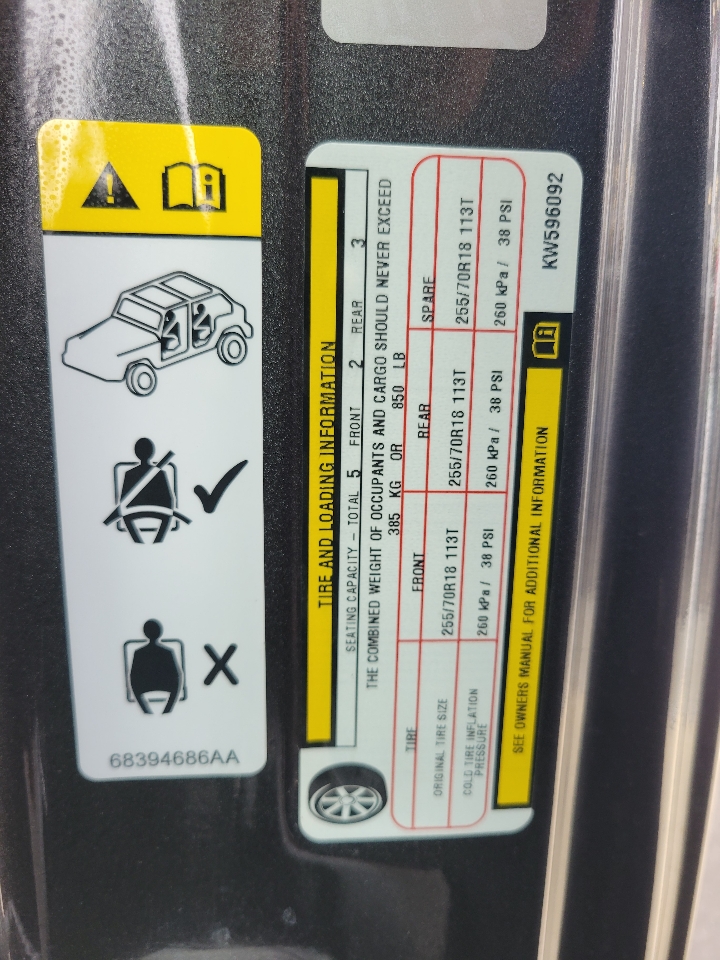 68394686AA
TIRE AND LOADING INFORMATION
SEATING CAPACITY – TOTAL 5 FRONT 2 REAR 3
THE COMBINED WEIGHT OF OCCUPANTS AND CARGO SHOULD NEVER EXCEED
385 KG OR 850 LB
TIRE FRONT REAR SPARE
ORIGINAL TIRE SIZE 255/70R18 113T 255/70R18 113T 255/70R18 113T
COLD TIRE INFLATION
PRESSURE 260 kPa / 38 PSI 260 kPa / 38 PSI 260 kPa / 38 PSI
SEE OWNERS MANUAL FOR ADDITIONAL INFORMATION
KW596092